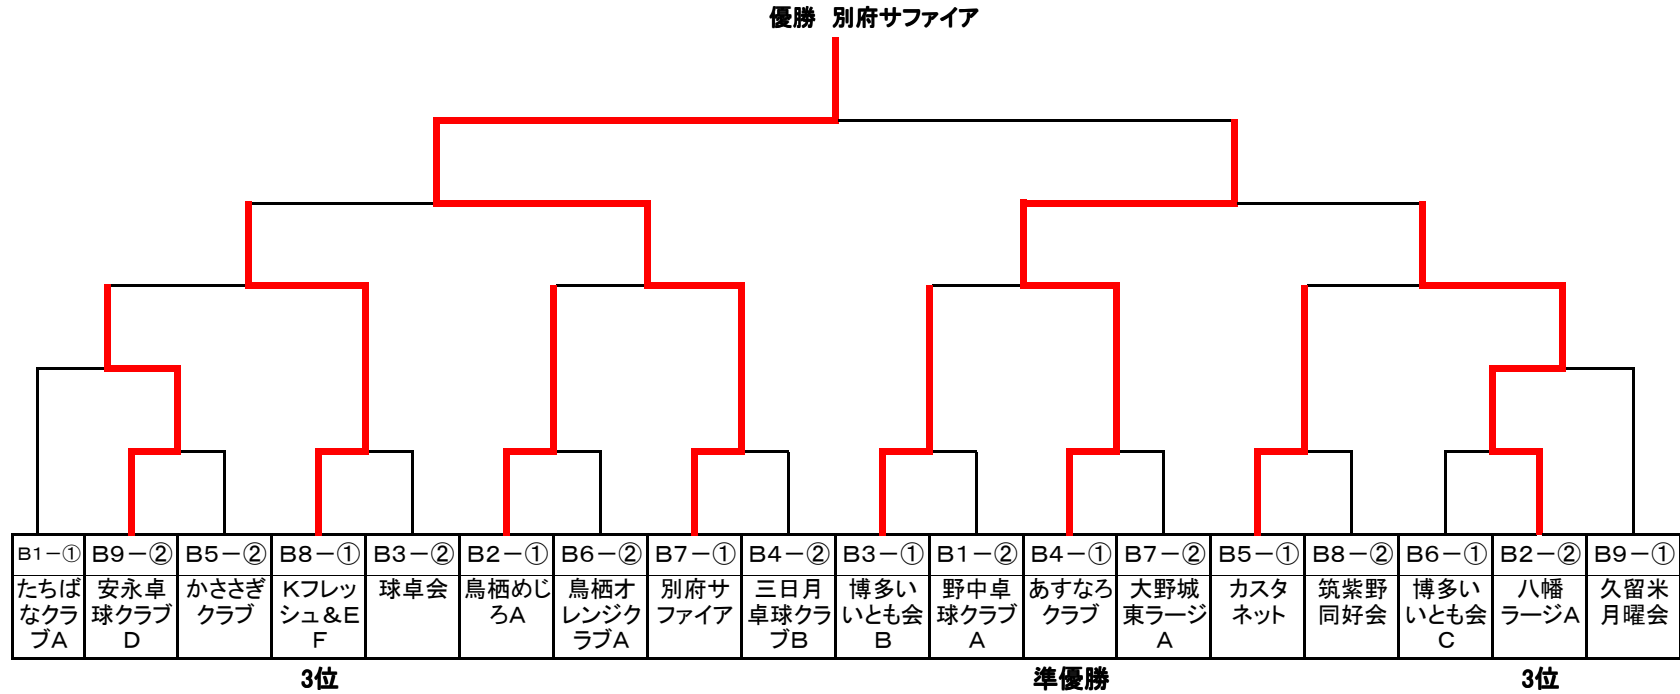 優勝 別府サファイア
B1－① B9－② B5－② B8－① B3－② B2－① B6－② B7－① B4－② B3－① B1－② B4－① B7－② B5－① B8－② B6－① B2－② B9－①
たちば
なクラ
ブA
安永卓
球クラブ
D
かささぎ
クラブ
Kフレッ
シュ&E
F
球卓会
鳥栖めじ
ろA
鳥栖オ
レンジク
ラブA
別府サ
ファイア
三日月
卓球クラ
ブB
博多い
いとも会
B
野中卓
球クラブ
A
あすなろ
クラブ
大野城
東ラージ
A
カスタ
ネット
筑紫野
同好会
博多い
いとも会
C
八幡
ラージA
久留米
月曜会
3位 準優勝 3位